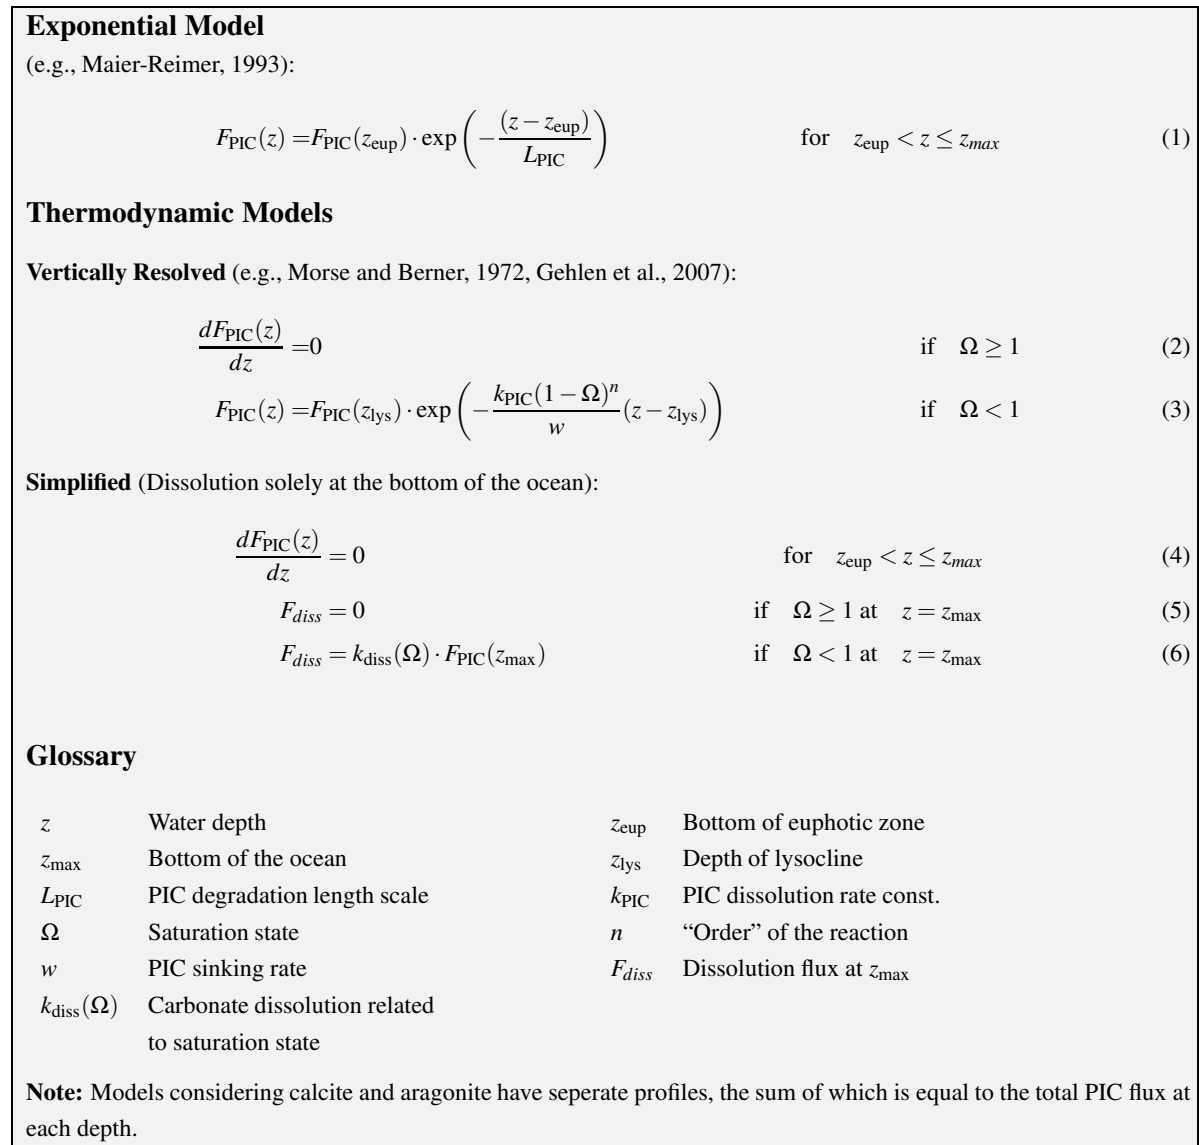 Exponential Model
(e.g., Maier-Reimer, 1993):
F_PIC(z) = F_PIC(z_eup) · exp(−(z − z_eup)/L_PIC) for z_eup < z ≤ z_max (1)
Thermodynamic Models
Vertically Resolved (e.g., Morse and Berner, 1972, Gehlen et al., 2007):
dF_PIC(z)/dz = 0 if Ω ≥ 1 (2)
F_PIC(z) = F_PIC(z_lys) · exp(−k_PIC(1 − Ω)^n/w (z − z_lys)) if Ω < 1 (3)
Simplified (Dissolution solely at the bottom of the ocean):
dF_PIC(z)/dz = 0 for z_eup < z ≤ z_max (4)
F_diss = 0 if Ω ≥ 1 at z = z_max (5)
F_diss = k_diss(Ω) · F_PIC(z_max) if Ω < 1 at z = z_max (6)
Glossary
z Water depth z_eup Bottom of euphotic zone
z_max Bottom of the ocean z_lys Depth of lysocline
L_PIC PIC degradation length scale k_PIC PIC dissolution rate const.
Ω Saturation state n “Order” of the reaction
w PIC sinking rate F_diss Dissolution flux at z_max
k_diss(Ω) Carbonate dissolution related
to saturation state
Note: Models considering calcite and aragonite have seperate profiles, the sum of which is equal to the total PIC flux at
each depth.